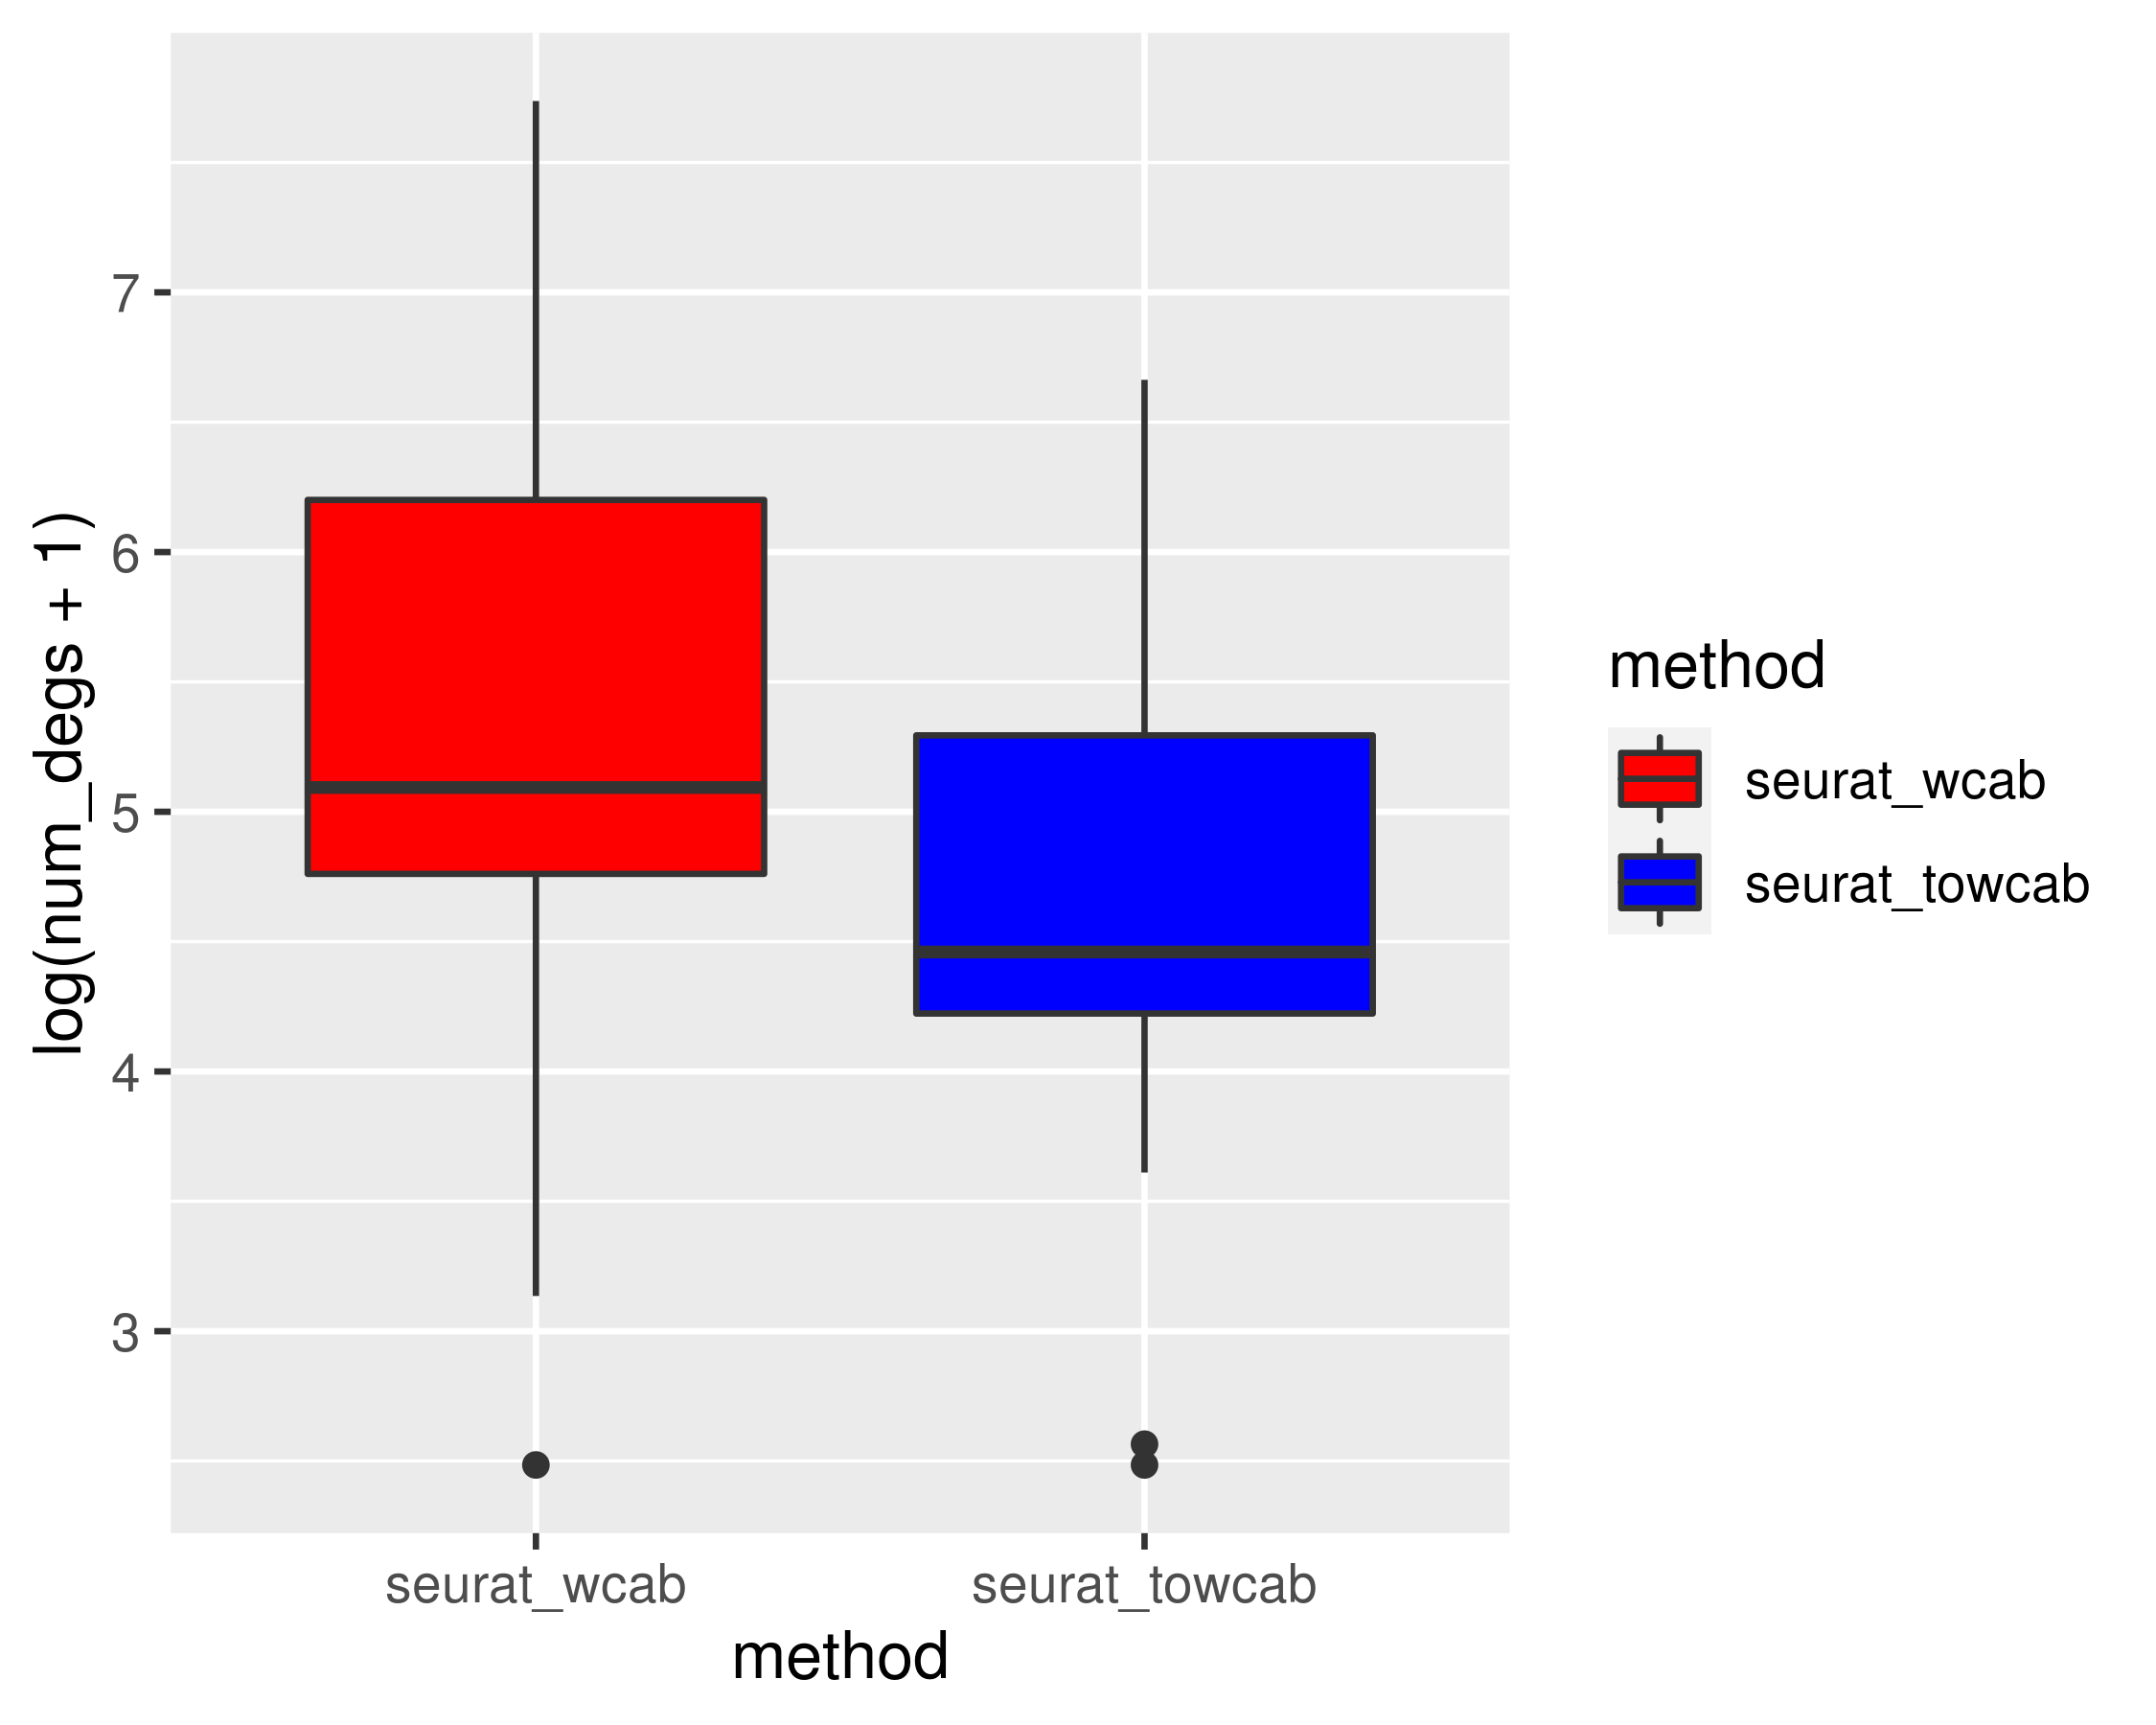 log(num_degs + 1)
7
6
5
4
3
seurat_wcab
seurat_towcab
method
method
seurat_wcab
seurat_towcab